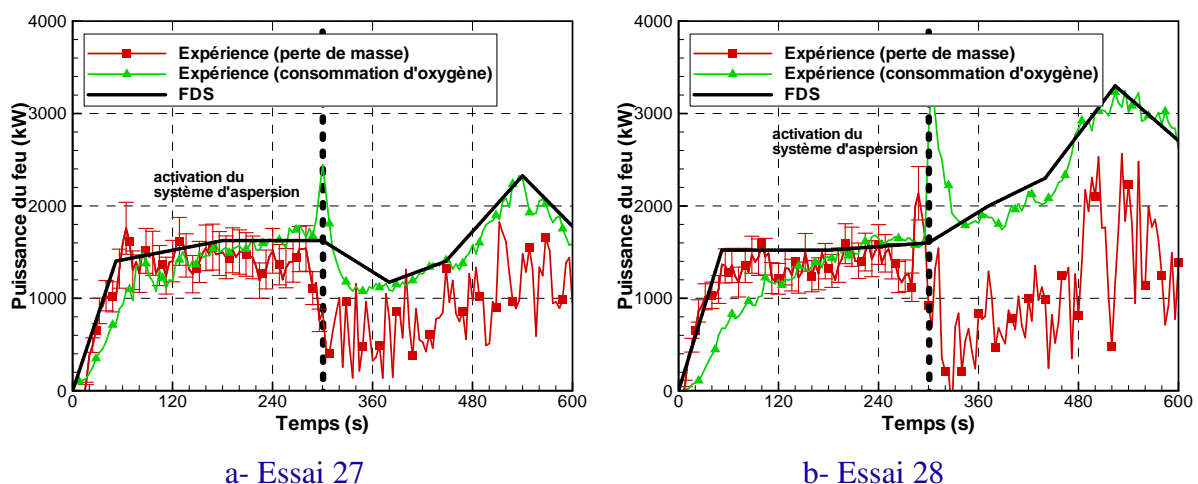 Puissance du feu (kW)
4000
3000
2000
1000
0
Expérience (perte de masse)
Expérience (consommation d'oxygène)
FDS
activation du
système d'aspersion
0 120 240 360 480 600
Temps (s)
a- Essai 27
Puissance du feu (kW)
4000
3000
2000
1000
0
Expérience (perte de masse)
Expérience (consommation d'oxygène)
FDS
activation du
système d'aspersion
0 120 240 360 480 600
Temps (s)
b- Essai 28